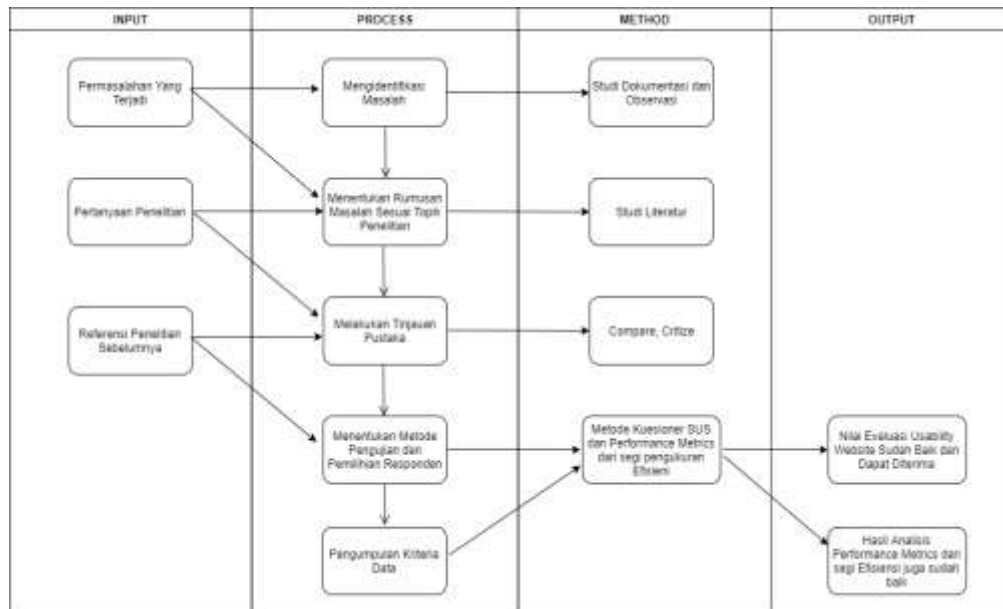 INPUT
PROCESS
METHOD
OUTPUT
Permasalahan Yang
Terjadi
Mengidentifikasi
Masalah
Studi Dokumentasi dan
Observasi
Pertanyaan Penelitian
Menentukan Rumusan
Masalah Sesuai Topik
Penelitian
Studi Literatur
Referensi Penelitian
Sebelumnya
Melakukan Tinjauan
Pustaka
Compare, Critize
Menentukan Metode
Pengujian dan
Pemilihian Responden
Metode Kuesioner SUS
dan Performance Metrics
dari segi pengukuran
Efisieni
Nilai Evaluasi Usability
Website Sudah Baik dan
Dapat Diterima
Pengumpulan Kriteria
Data
Hasil Analisis
Performance Metrics dari
segi Efisiensi juga sudah
baik